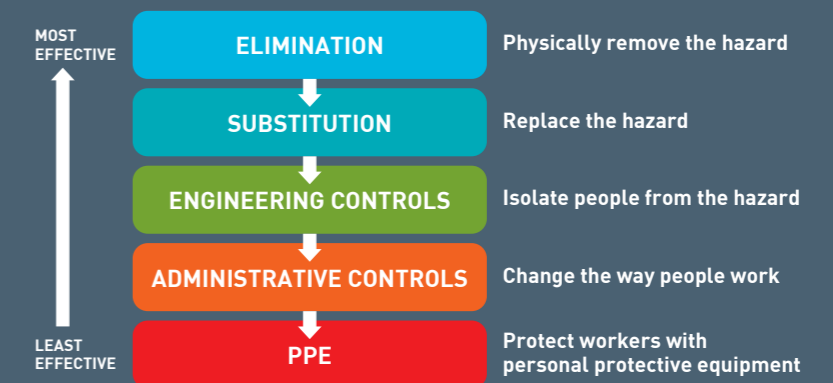 MOST
EFFECTIVE
ELIMINATION
Physically remove the hazard
SUBSTITUTION
Replace the hazard
ENGINEERING CONTROLS
Isolate people from the hazard
ADMINISTRATIVE CONTROLS
Change the way people work
LEAST
EFFECTIVE
PPE
Protect workers with
personal protective equipment